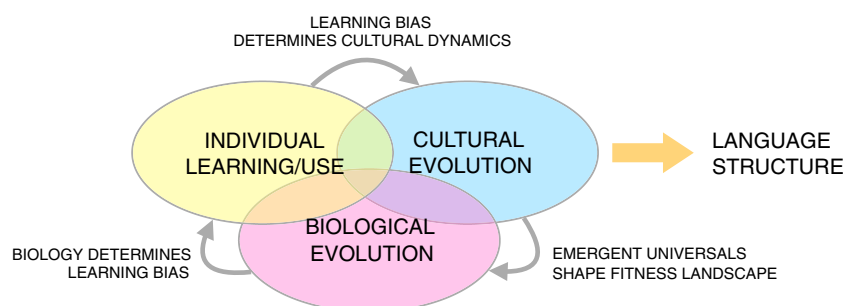 LEARNING BIAS
DETERMINES CULTURAL DYNAMICS
INDIVIDUAL
LEARNING/USE
CULTURAL
EVOLUTION
LANGUAGE
STRUCTURE
BIOLOGICAL
EVOLUTION
BIOLOGY DETERMINES
LEARNING BIAS
EMERGENT UNIVERSALS
SHAPE FITNESS LANDSCAPE